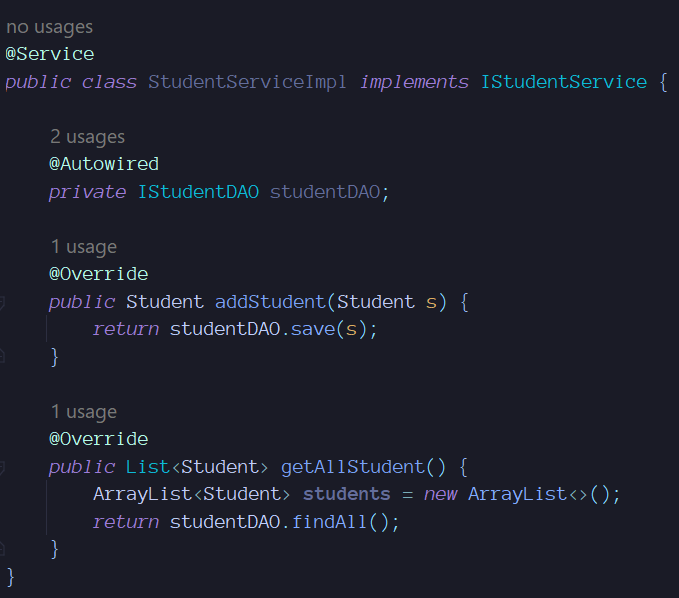 no usages
@Service
public class StudentServiceImpl implements IStudentService {
2 usages
@Autowired
private IStudentDAO studentDAO;
1 usage
@Override
public Student addStudent(Student s) {
return studentDAO.save(s);
}
1 usage
@Override
public List<Student> getAllStudent() {
ArrayList<Student> students = new ArrayList<>();
return studentDAO.findAll();
}
}